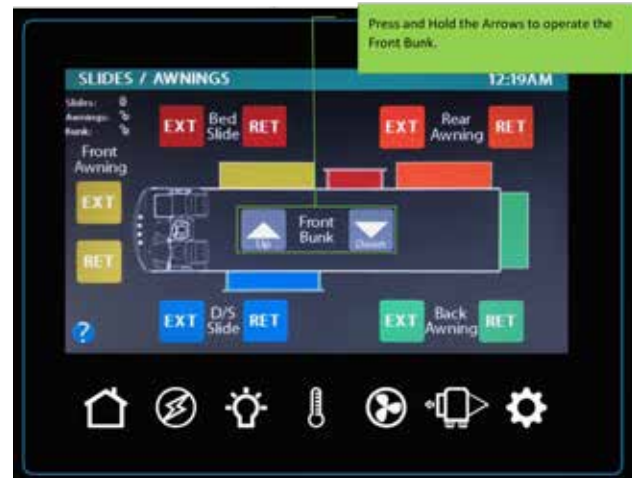 Press and Hold the Arrows to operate the
Front Bunk.
SLIDES / AWNINGS
12:19AM
Slides:
Awnings:
Bunk:
EXT Bed Slide RET
EXT Rear Awning RET
Front
Awning
EXT
RET
Up
Front
Bunk
Down
EXT D/S Slide RET
EXT Back Awning RET
?